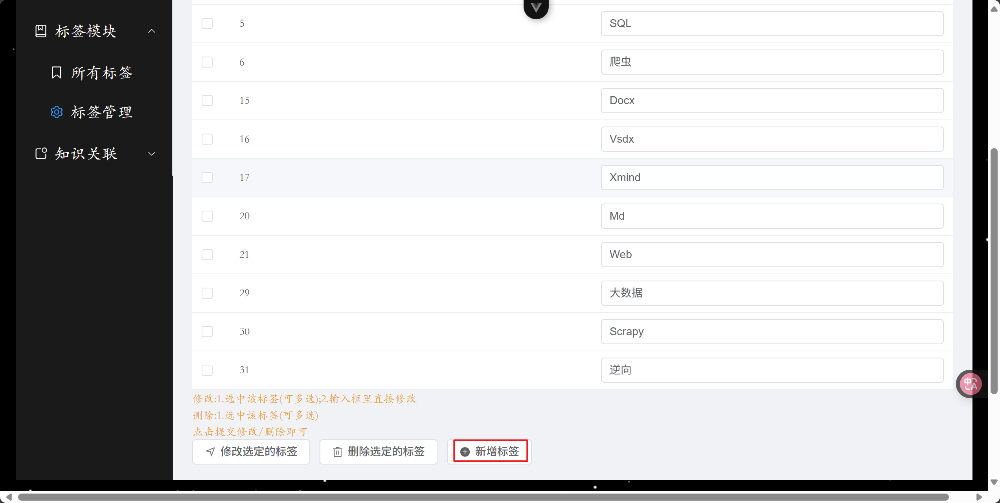 标签模块
所有标签
标签管理
知识关联
5 SQL
6 爬虫
15 Docx
16 Vsdx
17 Xmind
20 Md
21 Web
29 大数据
30 Scrapy
31 逆向
修改:1.选中该标签(可多选);2.输入框里直接修改
删除:1.选中该标签(可多选)
点击提交修改/删除即可
修改选定的标签 删除选定的标签 新增标签
中A